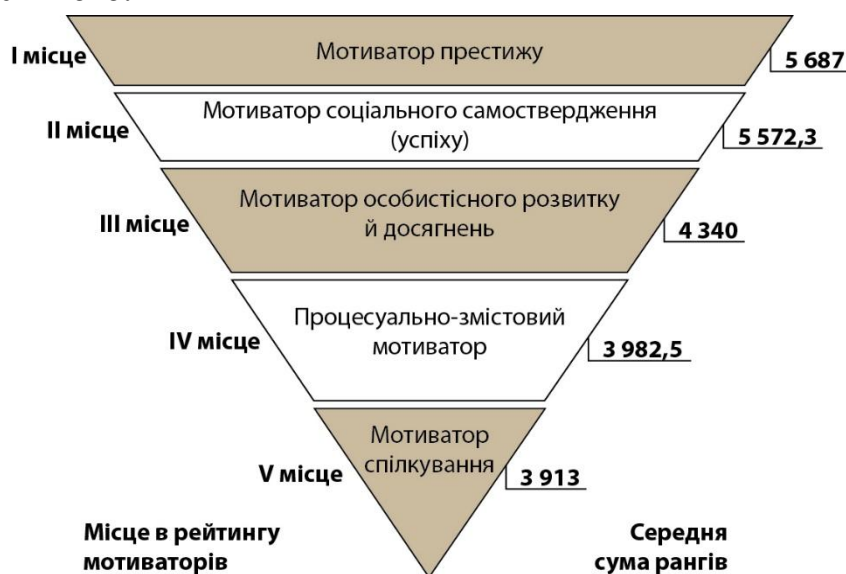 I місце
Мотиватор престижу
5 687
II місце
Мотиватор соціального самоствердження
(успіху)
5 572,3
III місце
Мотиватор особистісного розвитку
й досягнень
4 340
IV місце
Процесуально-змістовий
мотиватор
3 982,5
V місце
Мотиватор
спілкування
3 913
Місце в рейтингу
мотиваторів
Середня
сума рангів